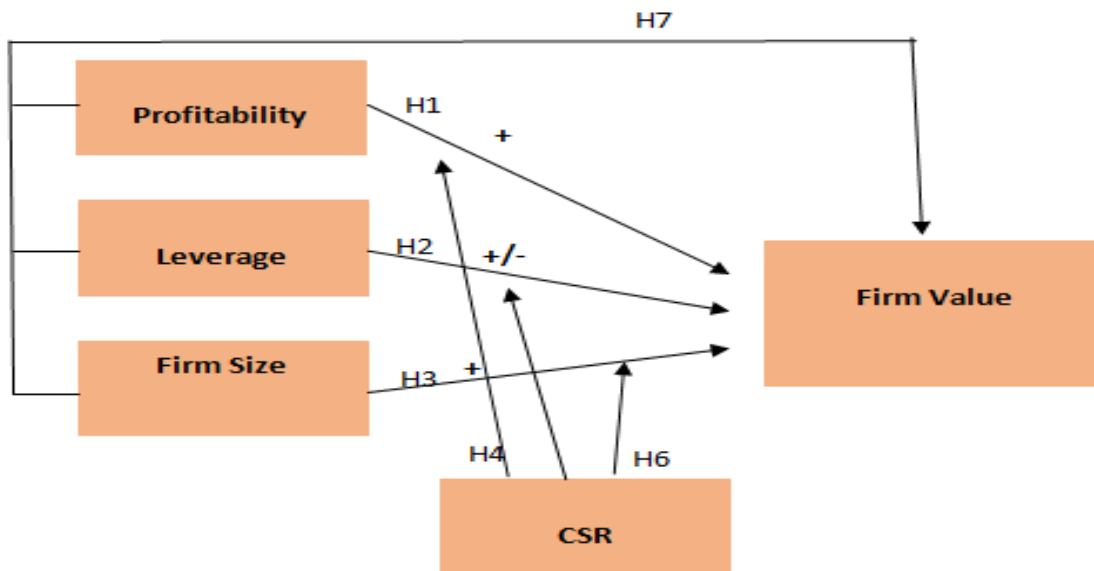 H7
Profitability
H1
+
Leverage
H2
+/-
Firm Value
Firm Size
H3
+
H4
H6
CSR